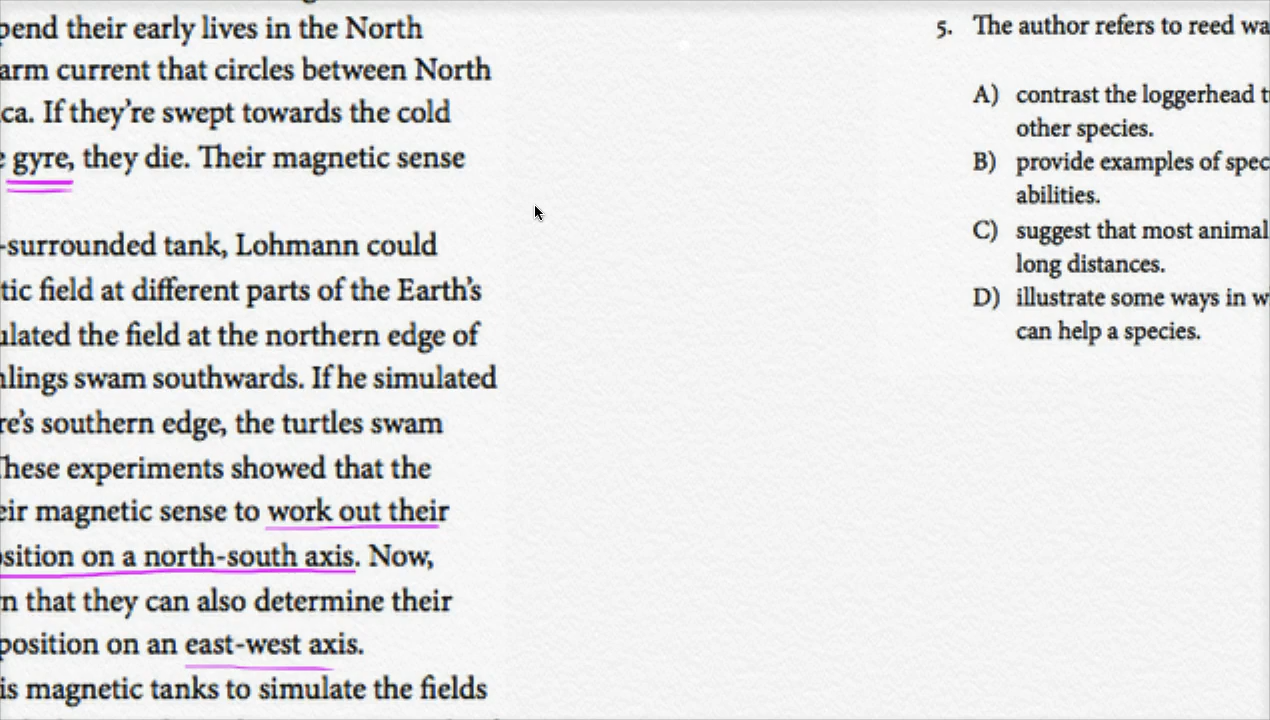 pend their early lives in the North
arm current that circles between North
ca. If they're swept towards the cold
e gyre, they die. Their magnetic sense
-surrounded tank, Lohmann could
tic field at different parts of the Earth's
ulated the field at the northern edge of
hlings swam southwards. If he simulated
re's southern edge, the turtles swam
These experiments showed that the
eir magnetic sense to work out their
sition on a north-south axis. Now,
n that they can also determine their
position on an east-west axis.
is magnetic tanks to simulate the fields
5. The author refers to reed wa
A) contrast the loggerhead t
other species.
B) provide examples of spec
abilities.
C) suggest that most animal
long distances.
D) illustrate some ways in w
can help a species.